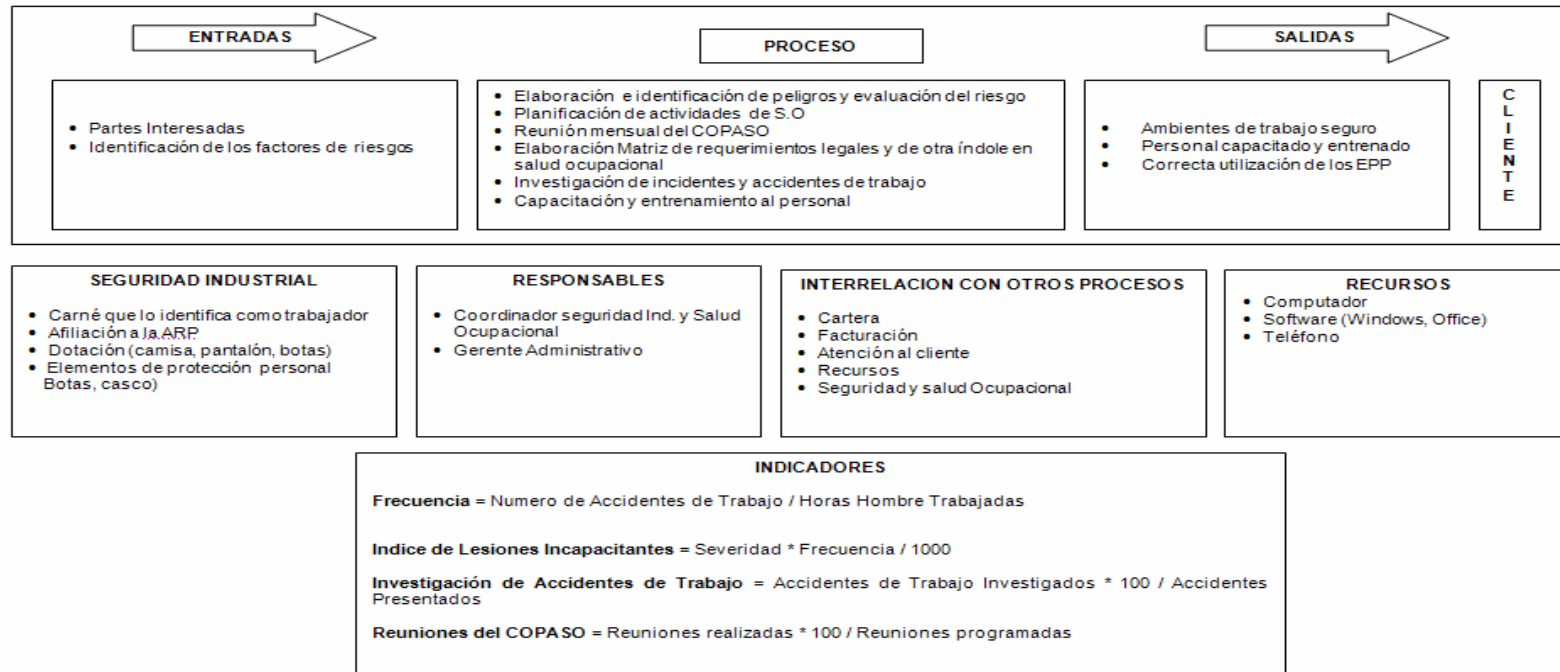 ENTRADAS
PROCESO
SALIDAS
• Partes Interesadas
• Identificación de los factores de riesgos
• Elaboración e identificación de peligros y evaluación del riesgo
• Planificación de actividades de S.O
• Reunión mensual del COPASO
• Elaboración Matriz de requerimientos legales y de otra índole en
salud ocupacional
• Investigación de incidentes y accidentes de trabajo
• Capacitación y entrenamiento al personal
• Ambientes de trabajo seguro
• Personal capacitado y entrenado
• Correcta utilización de los EPP
C
L
I
E
N
T
E
SEGURIDAD INDUSTRIAL
• Carné que lo identifica como trabajador
• Afiliación a la ARP
• Dotación (camisa, pantalón, botas)
• Elementos de protección personal
Botas, casco)
RESPONSABLES
• Coordinador seguridad Ind. y Salud
Ocupacional
• Gerente Administrativo
INTERRELACION CON OTROS PROCESOS
• Cartera
• Facturación
• Atención al cliente
• Recursos
• Seguridad y salud Ocupacional
RECURSOS
• Computador
• Software (Windows, Office)
• Teléfono
INDICADORES
Frecuencia = Numero de Accidentes de Trabajo / Horas Hombre Trabajadas
Indice de Lesiones Incapacitantes = Severidad * Frecuencia / 1000
Investigación de Accidentes de Trabajo = Accidentes de Trabajo Investigados * 100 / Accidentes
Presentados
Reuniones del COPASO = Reuniones realizadas * 100 / Reuniones programadas